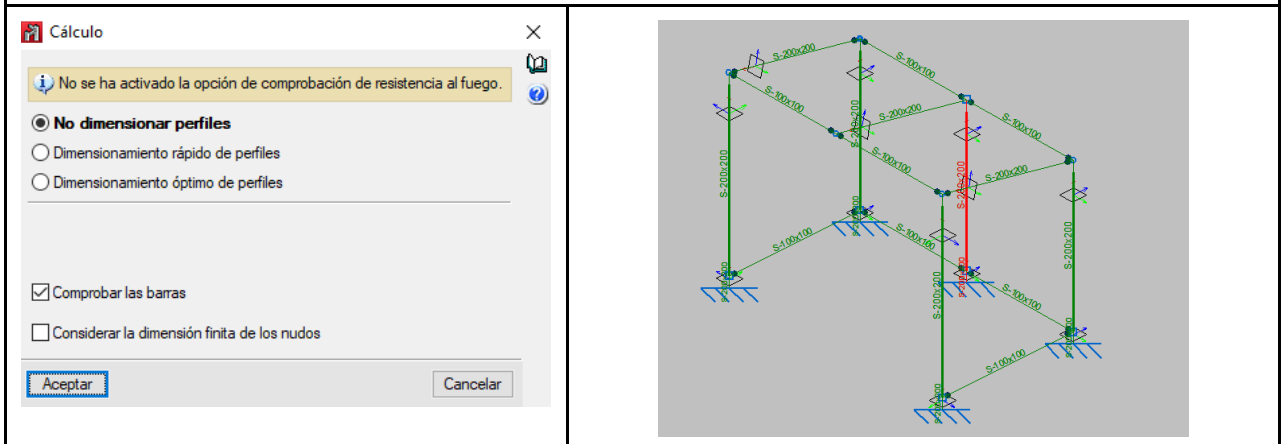 Cálculo
No se ha activado la opción de comprobación de resistencia al fuego.
No dimensionar perfiles
Dimensionamiento rápido de perfiles
Dimensionamiento óptimo de perfiles
Comprobar las barras
Considerar la dimensión finita de los nudos
Aceptar
Cancelar
S-200x200
S-100x100
S-100x100
S-200x200
S-100x100
S-200x200
S-100x100
S-200x200
S-200x200
S-200x200
S-200x200
S-100x100
S-100x100
S-200x200
S-100x100
S-100x100